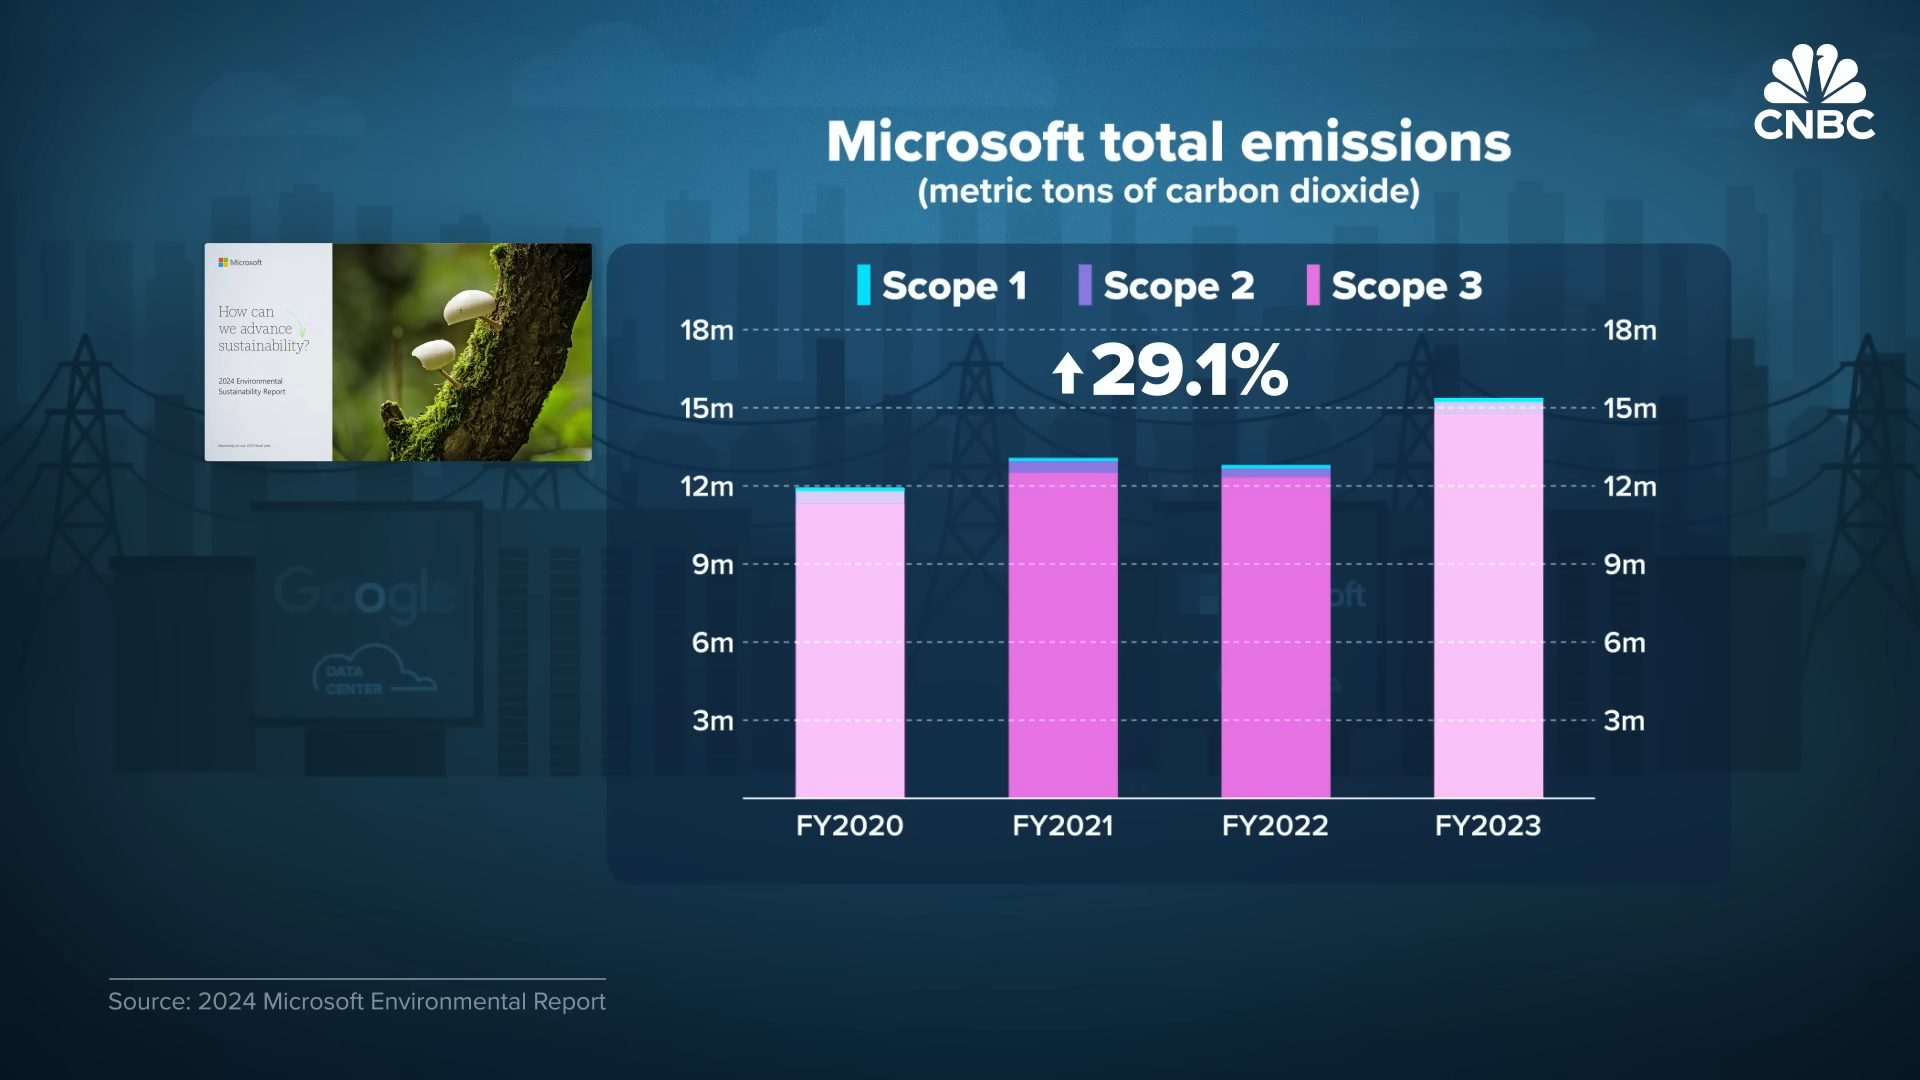 CNBC
Microsoft total emissions
(metric tons of carbon dioxide)
Microsoft
How can
we advance
sustainability?
2024 Environmental
Sustainability Report
Scope 1 Scope 2 Scope 3
18m 18m
29.1%
15m 15m
12m 12m
9m 9m
6m 6m
3m 3m
FY2020 FY2021 FY2022 FY2023
Google
DATA
CENTER
oft
Source: 2024 Microsoft Environmental Report